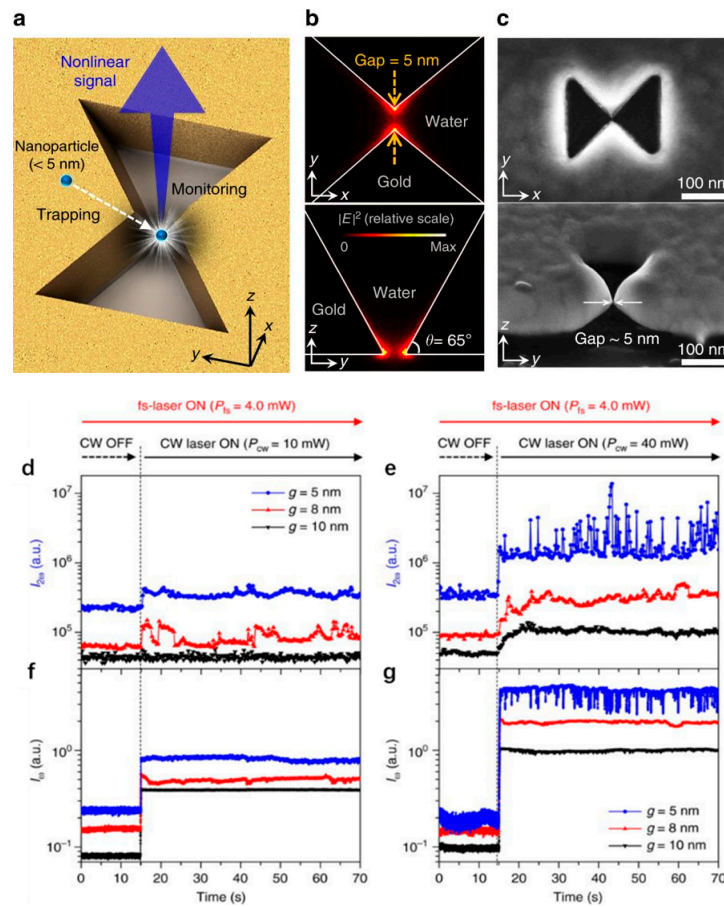 a
Nonlinear
signal
Nanoparticle
(< 5 nm)
Monitoring
Trapping
z
x
y
b
Gap = 5 nm
Water
y
x
Gold
|E|² (relative scale)
0 Max
Gold
Water
z
y
θ= 65°
c
y
x
100 nm
Gap ~ 5 nm
z
y
100 nm
fs-laser ON (Pfs = 4.0 mW)
CW OFF CW laser ON (Pcw = 10 mW)
d
10⁷
10⁶
10⁵
I2ω (a.u.)
g = 5 nm
g = 8 nm
g = 10 nm
f
10⁰
10⁻¹
Iω (a.u.)
0 10 20 30 40 50 60 70
Time (s)
fs-laser ON (Pfs = 4.0 mW)
CW OFF CW laser ON (Pcw = 40 mW)
e
10⁷
10⁶
10⁵
I2ω (a.u.)
g
10⁰
10⁻¹
Iω (a.u.)
g = 5 nm
g = 8 nm
g = 10 nm
0 10 20 30 40 50 60 70
Time (s)